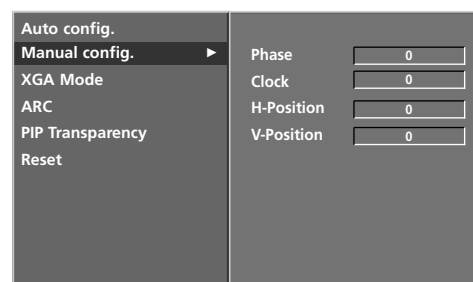 Auto config.
Manual config. ►
XGA Mode
ARC
PIP Transparency
Reset
Phase 0
Clock 0
H-Position 0
V-Position 0